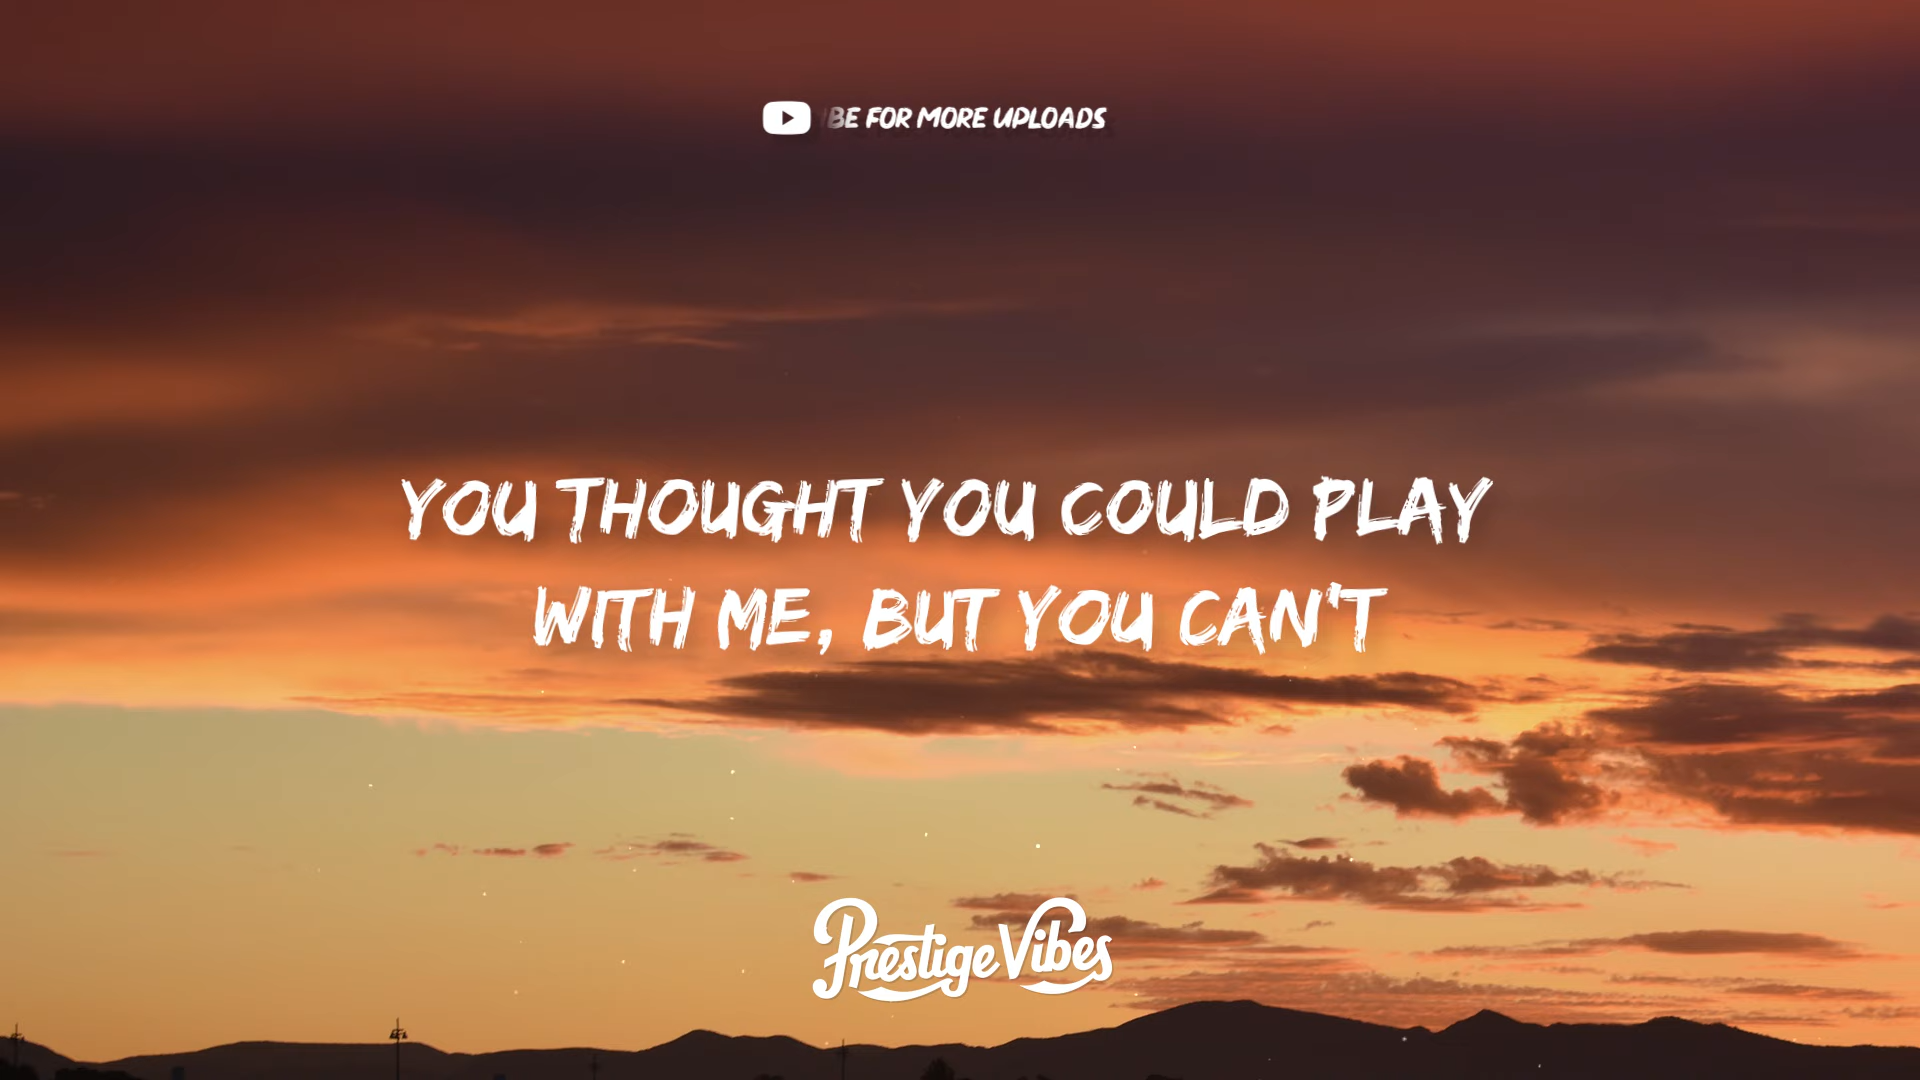 BE FOR MORE UPLOADS
YOU THOUGHT YOU COULD PLAY
WITH ME, BUT YOU CAN'T
Prestige Vibes